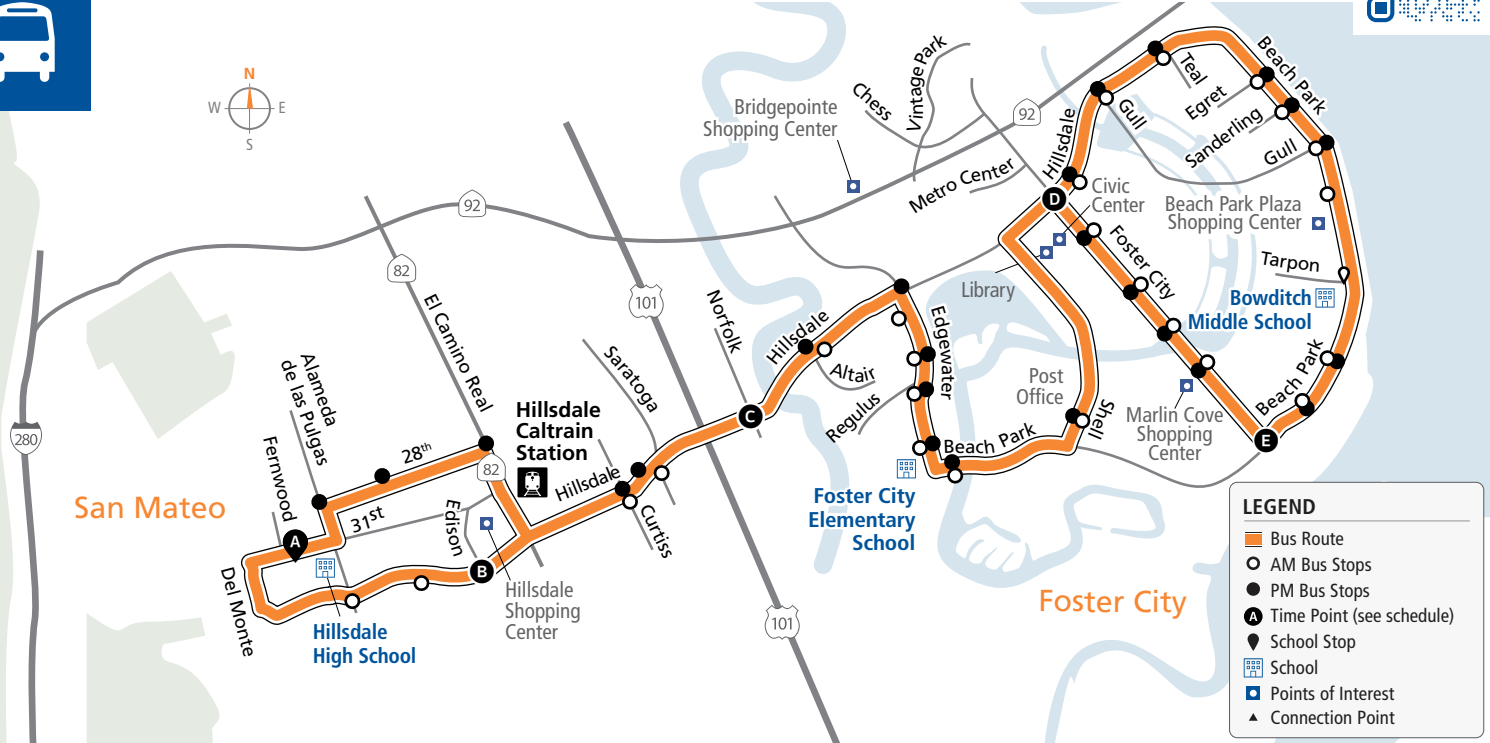 N
W
E
S
Bridgepointe
Shopping Center
Chess
Vintage Park
92
Metro Center
Hillsdale
Gull
Teal
Egret
Sanderling
Gull
Beach Park
D
Civic
Center
Beach Park Plaza
Shopping Center
Tarpon
Bowditch
Middle School
Foster City
Library
92
82
101
El Camino Real
Norfolk
Saratoga
Hillsdale
Altair
Regulus
Edgewater
Post
Office
Shell
Beach Park
Marlin Cove
Shopping
Center
Beach Park
E
C
280
Alameda
de las Pulgas
Fernwood
28th
82
Hillsdale
Caltrain
Station
Hillsdale
Curtiss
San Mateo
31st
Edison
A
B
Del Monte
Hillsdale
High School
Hillsdale
Shopping
Center
101
Foster City
Elementary
School
Foster City
LEGEND
Bus Route
AM Bus Stops
PM Bus Stops
A
Time Point (see schedule)
School Stop
School
Points of Interest
Connection Point